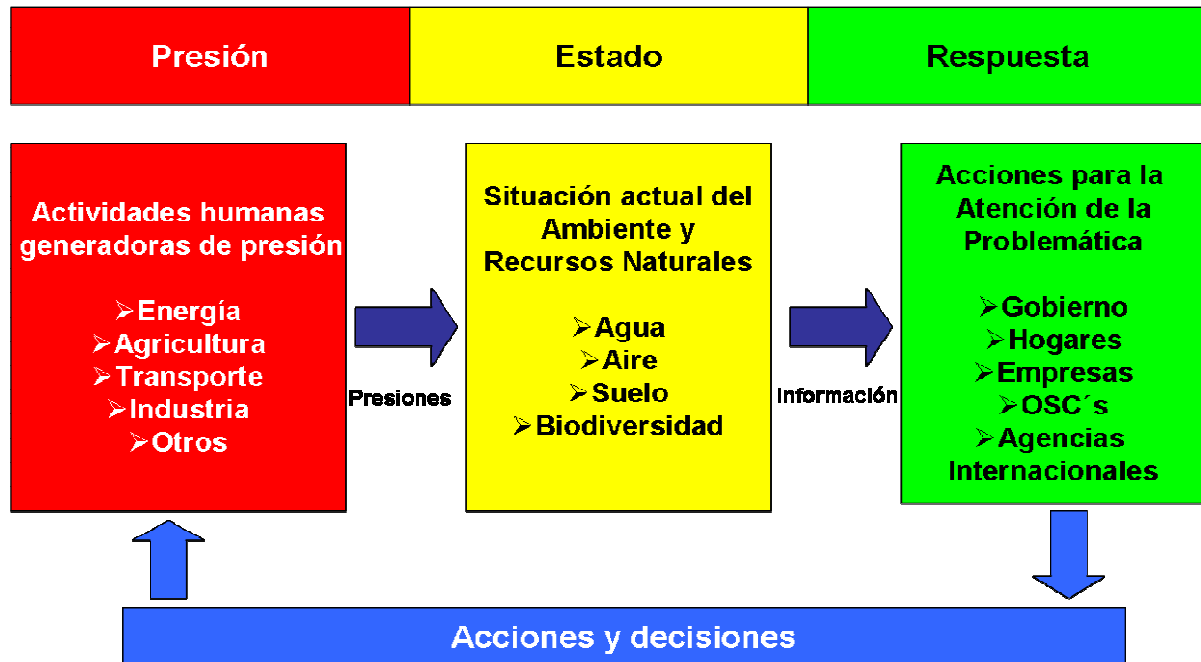 Presión
Estado
Respuesta
Actividades humanas
generadoras de presión
➢Energía
➢Agricultura
➢Transporte
➢Industria
➢Otros
Presiones
Situación actual del
Ambiente y
Recursos Naturales
➢Agua
➢Aire
➢Suelo
➢Biodiversidad
Información
Acciones para la
Atención de la
Problemática
➢Gobierno
➢Hogares
➢Empresas
➢OSC´s
➢Agencias
Internacionales
Acciones y decisiones